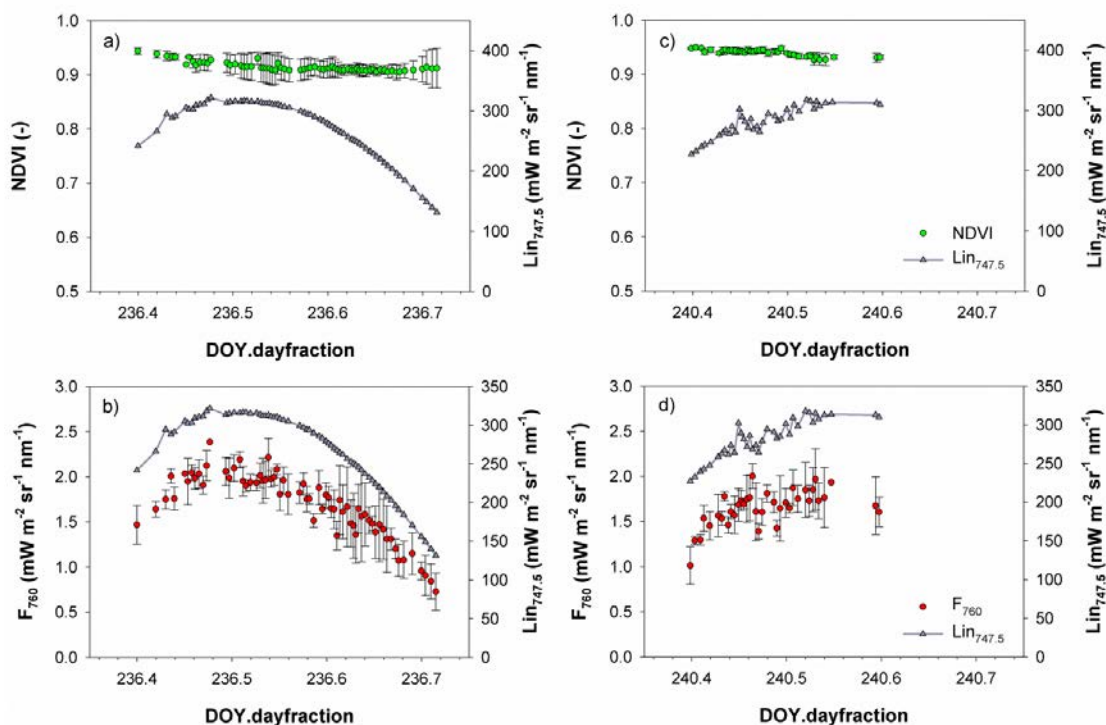 a)
1.0
0.9
0.8
0.7
0.6
0.5
NDVI (-)
400
300
200
100
0
Lin747.5 (mW m-2 sr-1 nm-1)
236.4 236.5 236.6 236.7
DOY.dayfraction
c)
1.0
0.9
0.8
0.7
0.6
0.5
NDVI (-)
400
300
200
100
0
Lin747.5 (mW m-2 sr-1 nm-1)
NDVI
Lin747.5
240.4 240.5 240.6 240.7
DOY.dayfraction
b)
3.0
2.5
2.0
1.5
1.0
0.5
0.0
F760 (mW m-2 sr-1 nm-1)
350
300
250
200
150
100
50
0
Lin747.5 (mW m-2 sr-1 nm-1)
236.4 236.5 236.6 236.7
DOY.dayfraction
d)
3.0
2.5
2.0
1.5
1.0
0.5
0.0
F760 (mW m-2 sr-1 nm-1)
350
300
250
200
150
100
50
0
Lin747.5 (mW m-2 sr-1 nm-1)
F760
Lin747.5
240.4 240.5 240.6 240.7
DOY.dayfraction